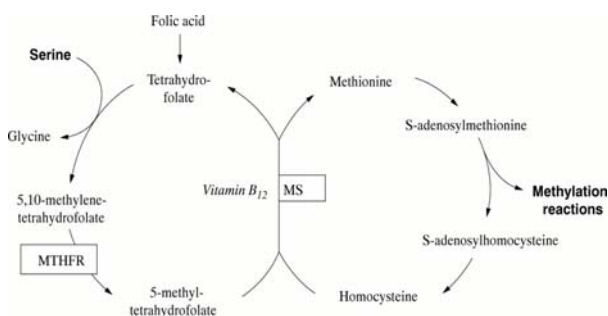 Folic acid
Serine
Tetrahydro-
folate
Methionine
Glycine
S-adenosylmethionine
5,10-methylene-
tetrahydrofolate
Vitamin B12
MS
Methylation
reactions
MTHFR
S-adenosylhomocysteine
5-methyl-
tetrahydrofolate
Homocysteine